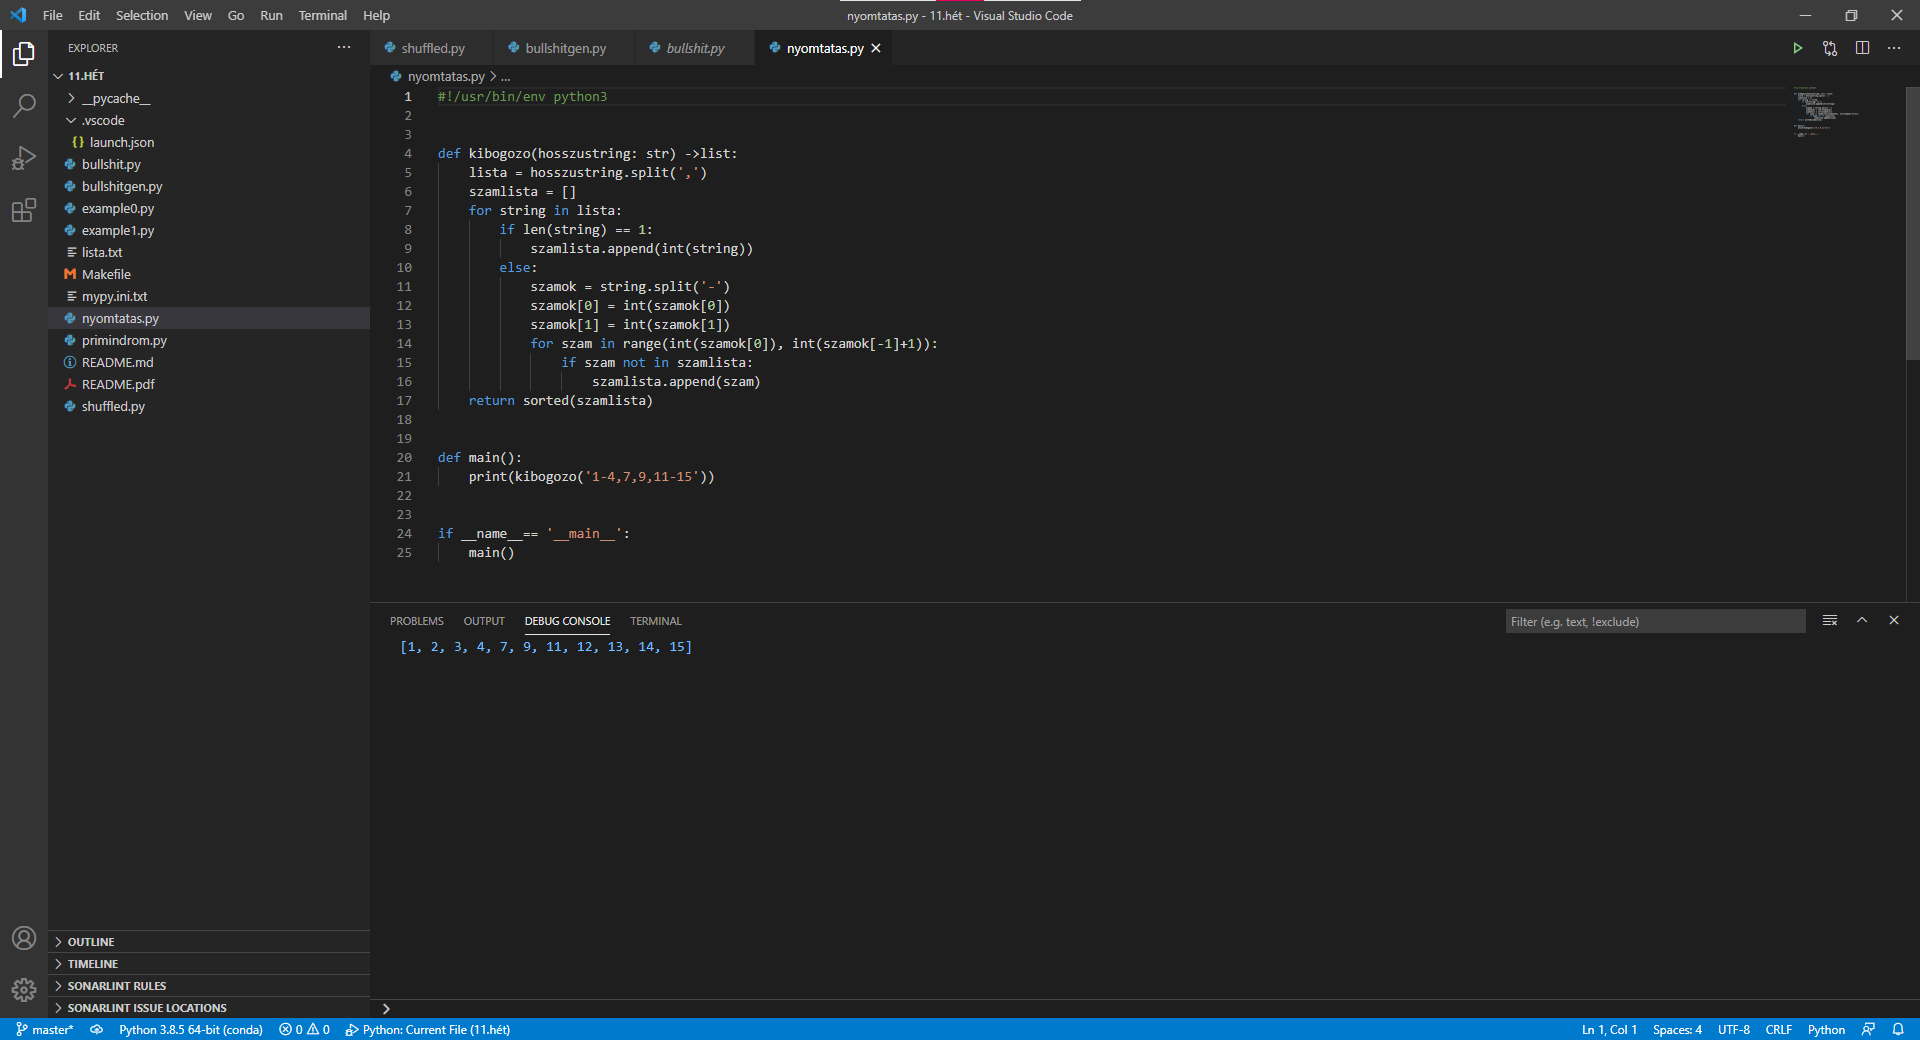 File Edit Selection View Go Run Terminal Help
nyomtatas.py - 11.hét - Visual Studio Code
EXPLORER
11.HÉT
__pycache__
.vscode
launch.json
bullshit.py
bullshitgen.py
example0.py
example1.py
lista.txt
Makefile
mypy.ini.txt
nyomtatas.py
primindrom.py
README.md
README.pdf
shuffled.py
OUTLINE
TIMELINE
SONARLINT RULES
SONARLINT ISSUE LOCATIONS
shuffled.py bullshitgen.py bullshit.py nyomtatas.py
nyomtatas.py > ...
1 #!/usr/bin/env python3
2
3
4 def kibogozo(hosszustring: str) ->list:
5 lista = hosszustring.split(',')
6 szamlista = []
7 for string in lista:
8 if len(string) == 1:
9 szamlista.append(int(string))
10 else:
11 szamok = string.split('-')
12 szamok[0] = int(szamok[0])
13 szamok[1] = int(szamok[1])
14 for szam in range(int(szamok[0]), int(szamok[-1]+1)):
15 if szam not in szamlista:
16 szamlista.append(szam)
17 return sorted(szamlista)
18
19
20 def main():
21 print(kibogozo('1-4,7,9,11-15'))
22
23
24 if __name__== '__main__':
25 main()
PROBLEMS OUTPUT DEBUG CONSOLE TERMINAL
Filter (e.g. text, !exclude)
[1, 2, 3, 4, 7, 9, 11, 12, 13, 14, 15]
master* Python 3.8.5 64-bit (conda) 0 0 Python: Current File (11.hét)
Ln 1, Col 1 Spaces: 4 UTF-8 CRLF Python